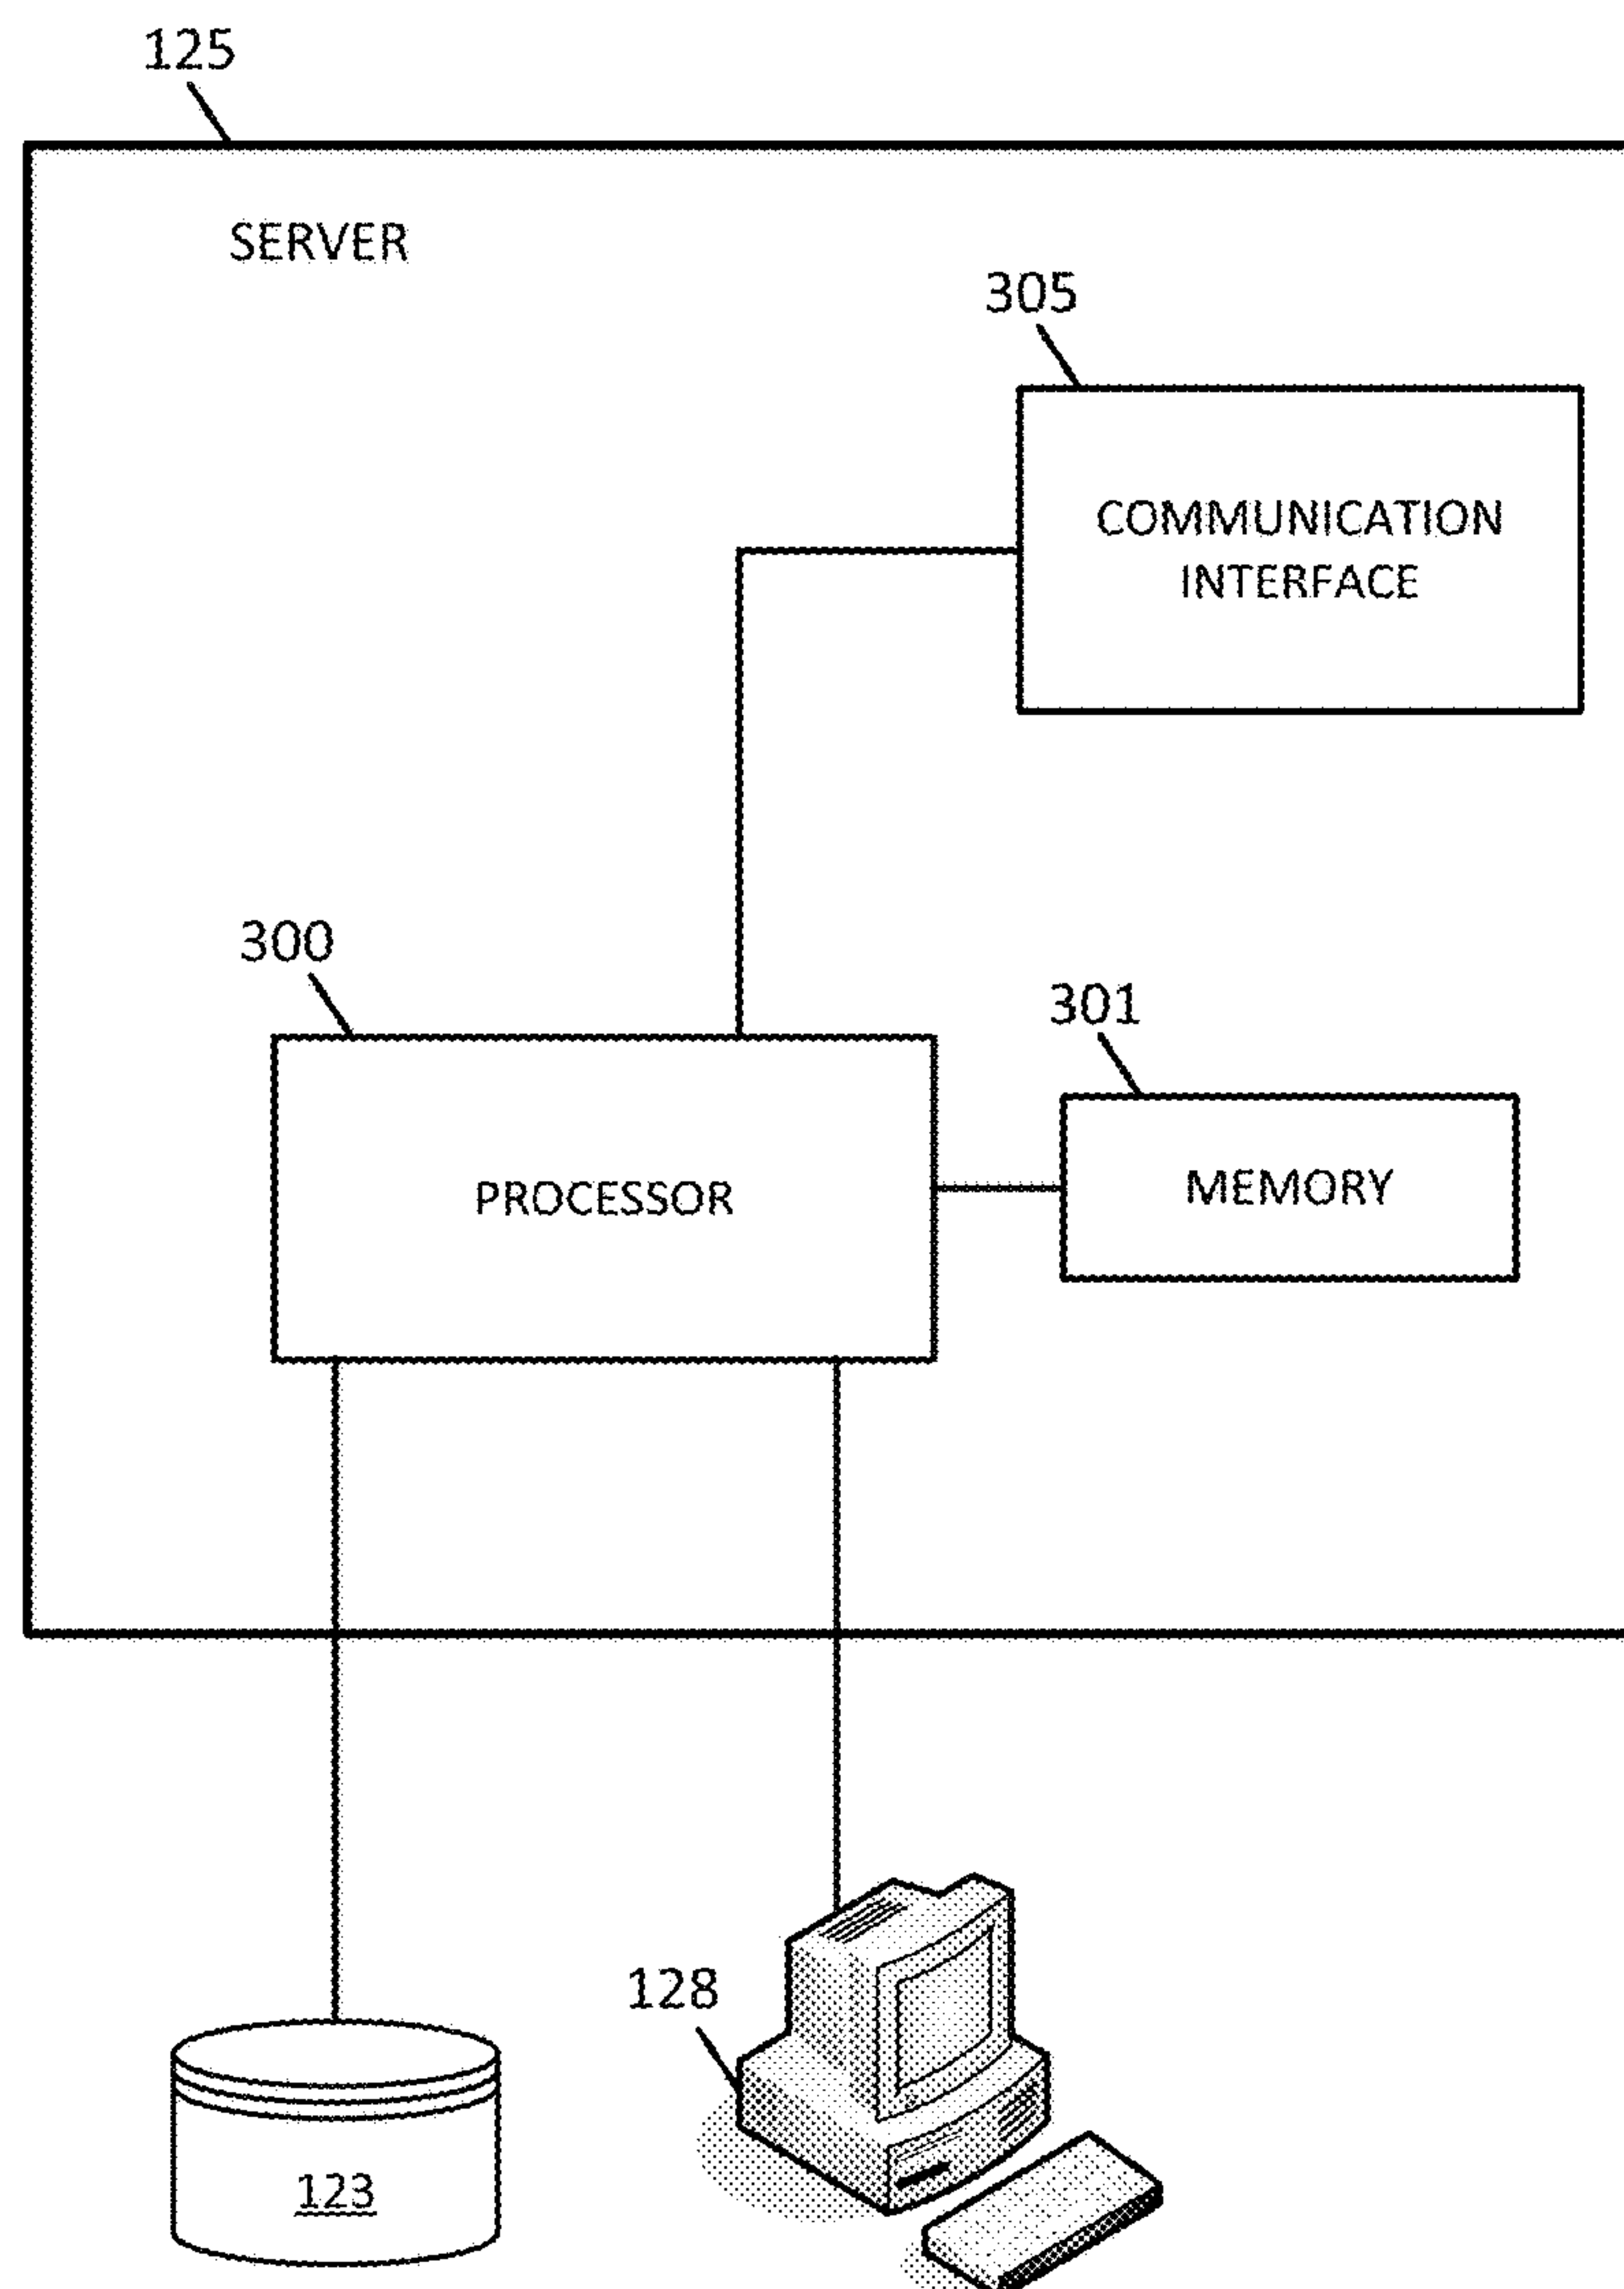 125
SERVER
305
COMMUNICATION
INTERFACE
300
301
PROCESSOR
MEMORY
128
123